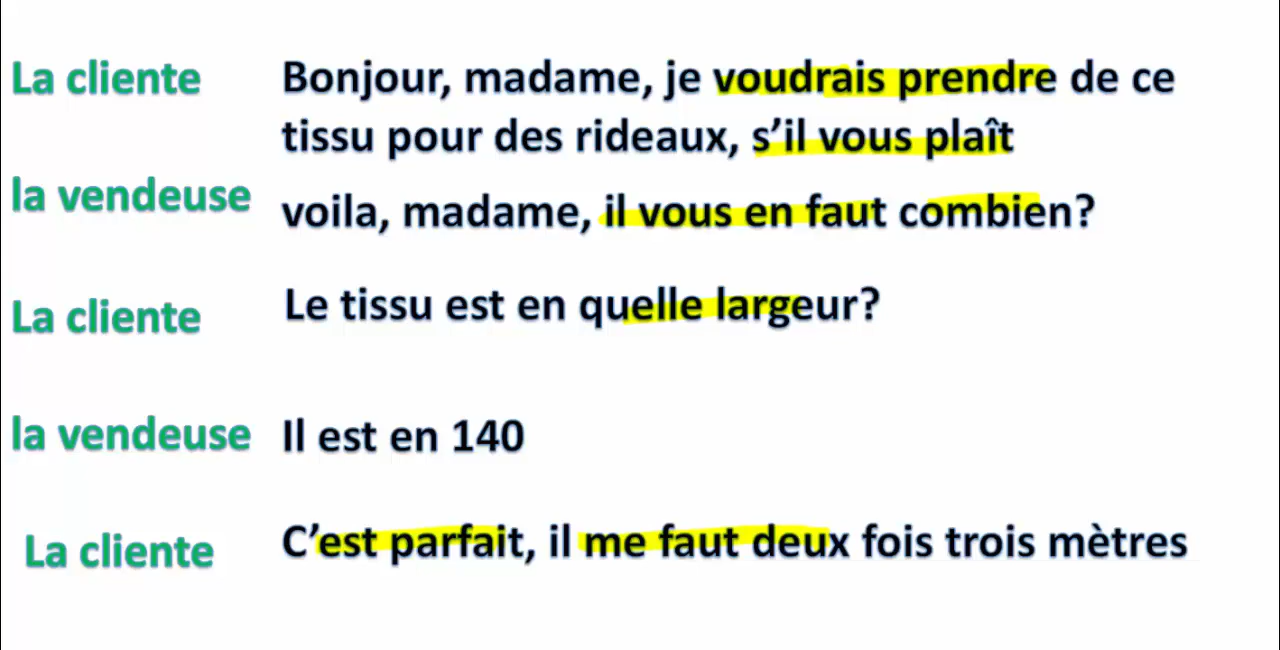 La cliente Bonjour, madame, je voudrais prendre de ce
tissu pour des rideaux, s’il vous plaît
la vendeuse voila, madame, il vous en faut combien?
La cliente Le tissu est en quelle largeur?
la vendeuse Il est en 140
La cliente C’est parfait, il me faut deux fois trois mètres